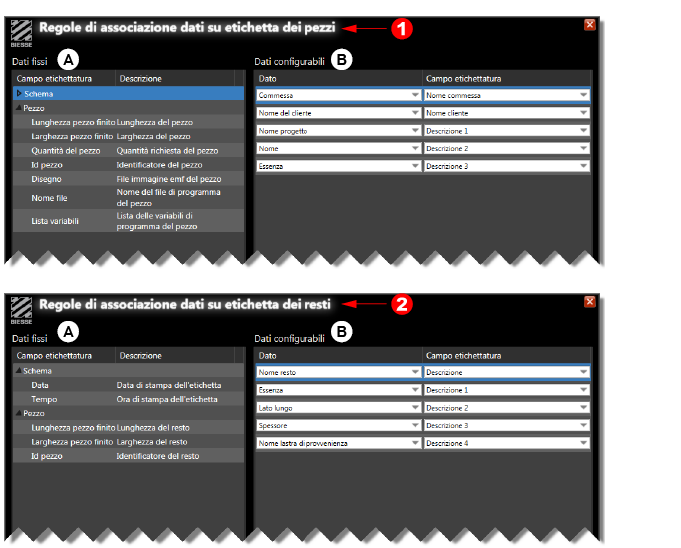 Regole di associazione dati su etichetta dei pezzi
1
BIESSE
Dati fissi
A
Dati configurabili
B
Campo etichettatura Descrizione
Dato Campo etichettatura
Schema
Commessa Nome commessa
Pezzo
Nome del cliente Nome cliente
Lunghezza pezzo finito Lunghezza del pezzo
Nome progetto Descrizione 1
Larghezza pezzo finito Larghezza del pezzo
Quantità del pezzo Quantità richiesta del pezzo
Nome Descrizione 2
Id pezzo Identificatore del pezzo
Essenza Descrizione 3
Disegno File immagine emf del pezzo
Nome file Nome del file di programma
del pezzo
Lista variabili Lista delle variabili di
programma del pezzo
Regole di associazione dati su etichetta dei resti
2
BIESSE
Dati fissi
A
Dati configurabili
B
Campo etichettatura Descrizione
Dato Campo etichettatura
Schema
Nome resto Descrizione
Data Data di stampa dell'etichetta
Essenza Descrizione 1
Tempo Ora di stampa dell'etichetta
Lato lungo Descrizione 2
Pezzo
Spessore Descrizione 3
Lunghezza pezzo finito Lunghezza del resto
Larghezza pezzo finito Larghezza del resto
Nome lastra di provvenienza Descrizione 4
Id pezzo Identificatore del resto